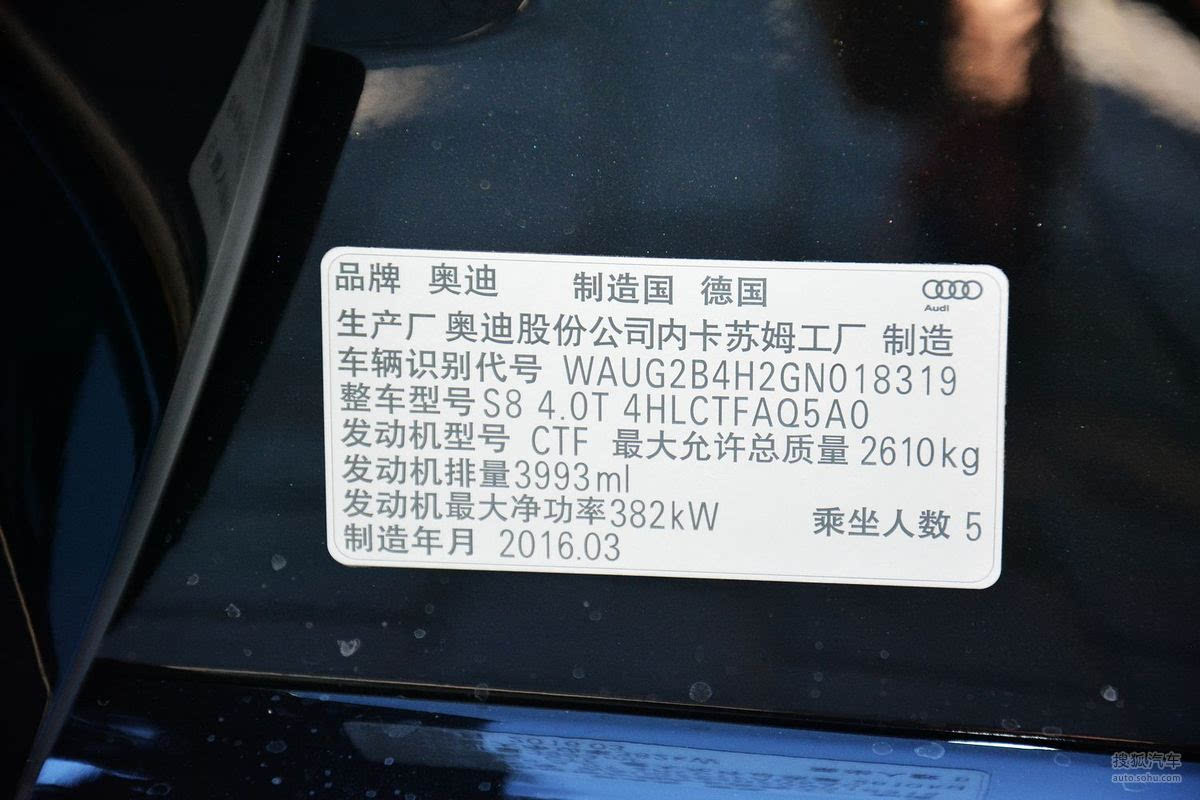 品牌 奥迪 制造国 德国
Audi
生产厂 奥迪股份公司内卡苏姆工厂 制造
车辆识别代号 WAUG2B4H2GN018319
整车型号 S8 4.0T 4HLCTFAQ5A0
发动机型号 CTF 最大允许总质量 2610kg
发动机排量 3993ml
发动机最大净功率 382kW 乘坐人数 5
制造年月 2016.03
搜狐汽车
auto.sohu.com